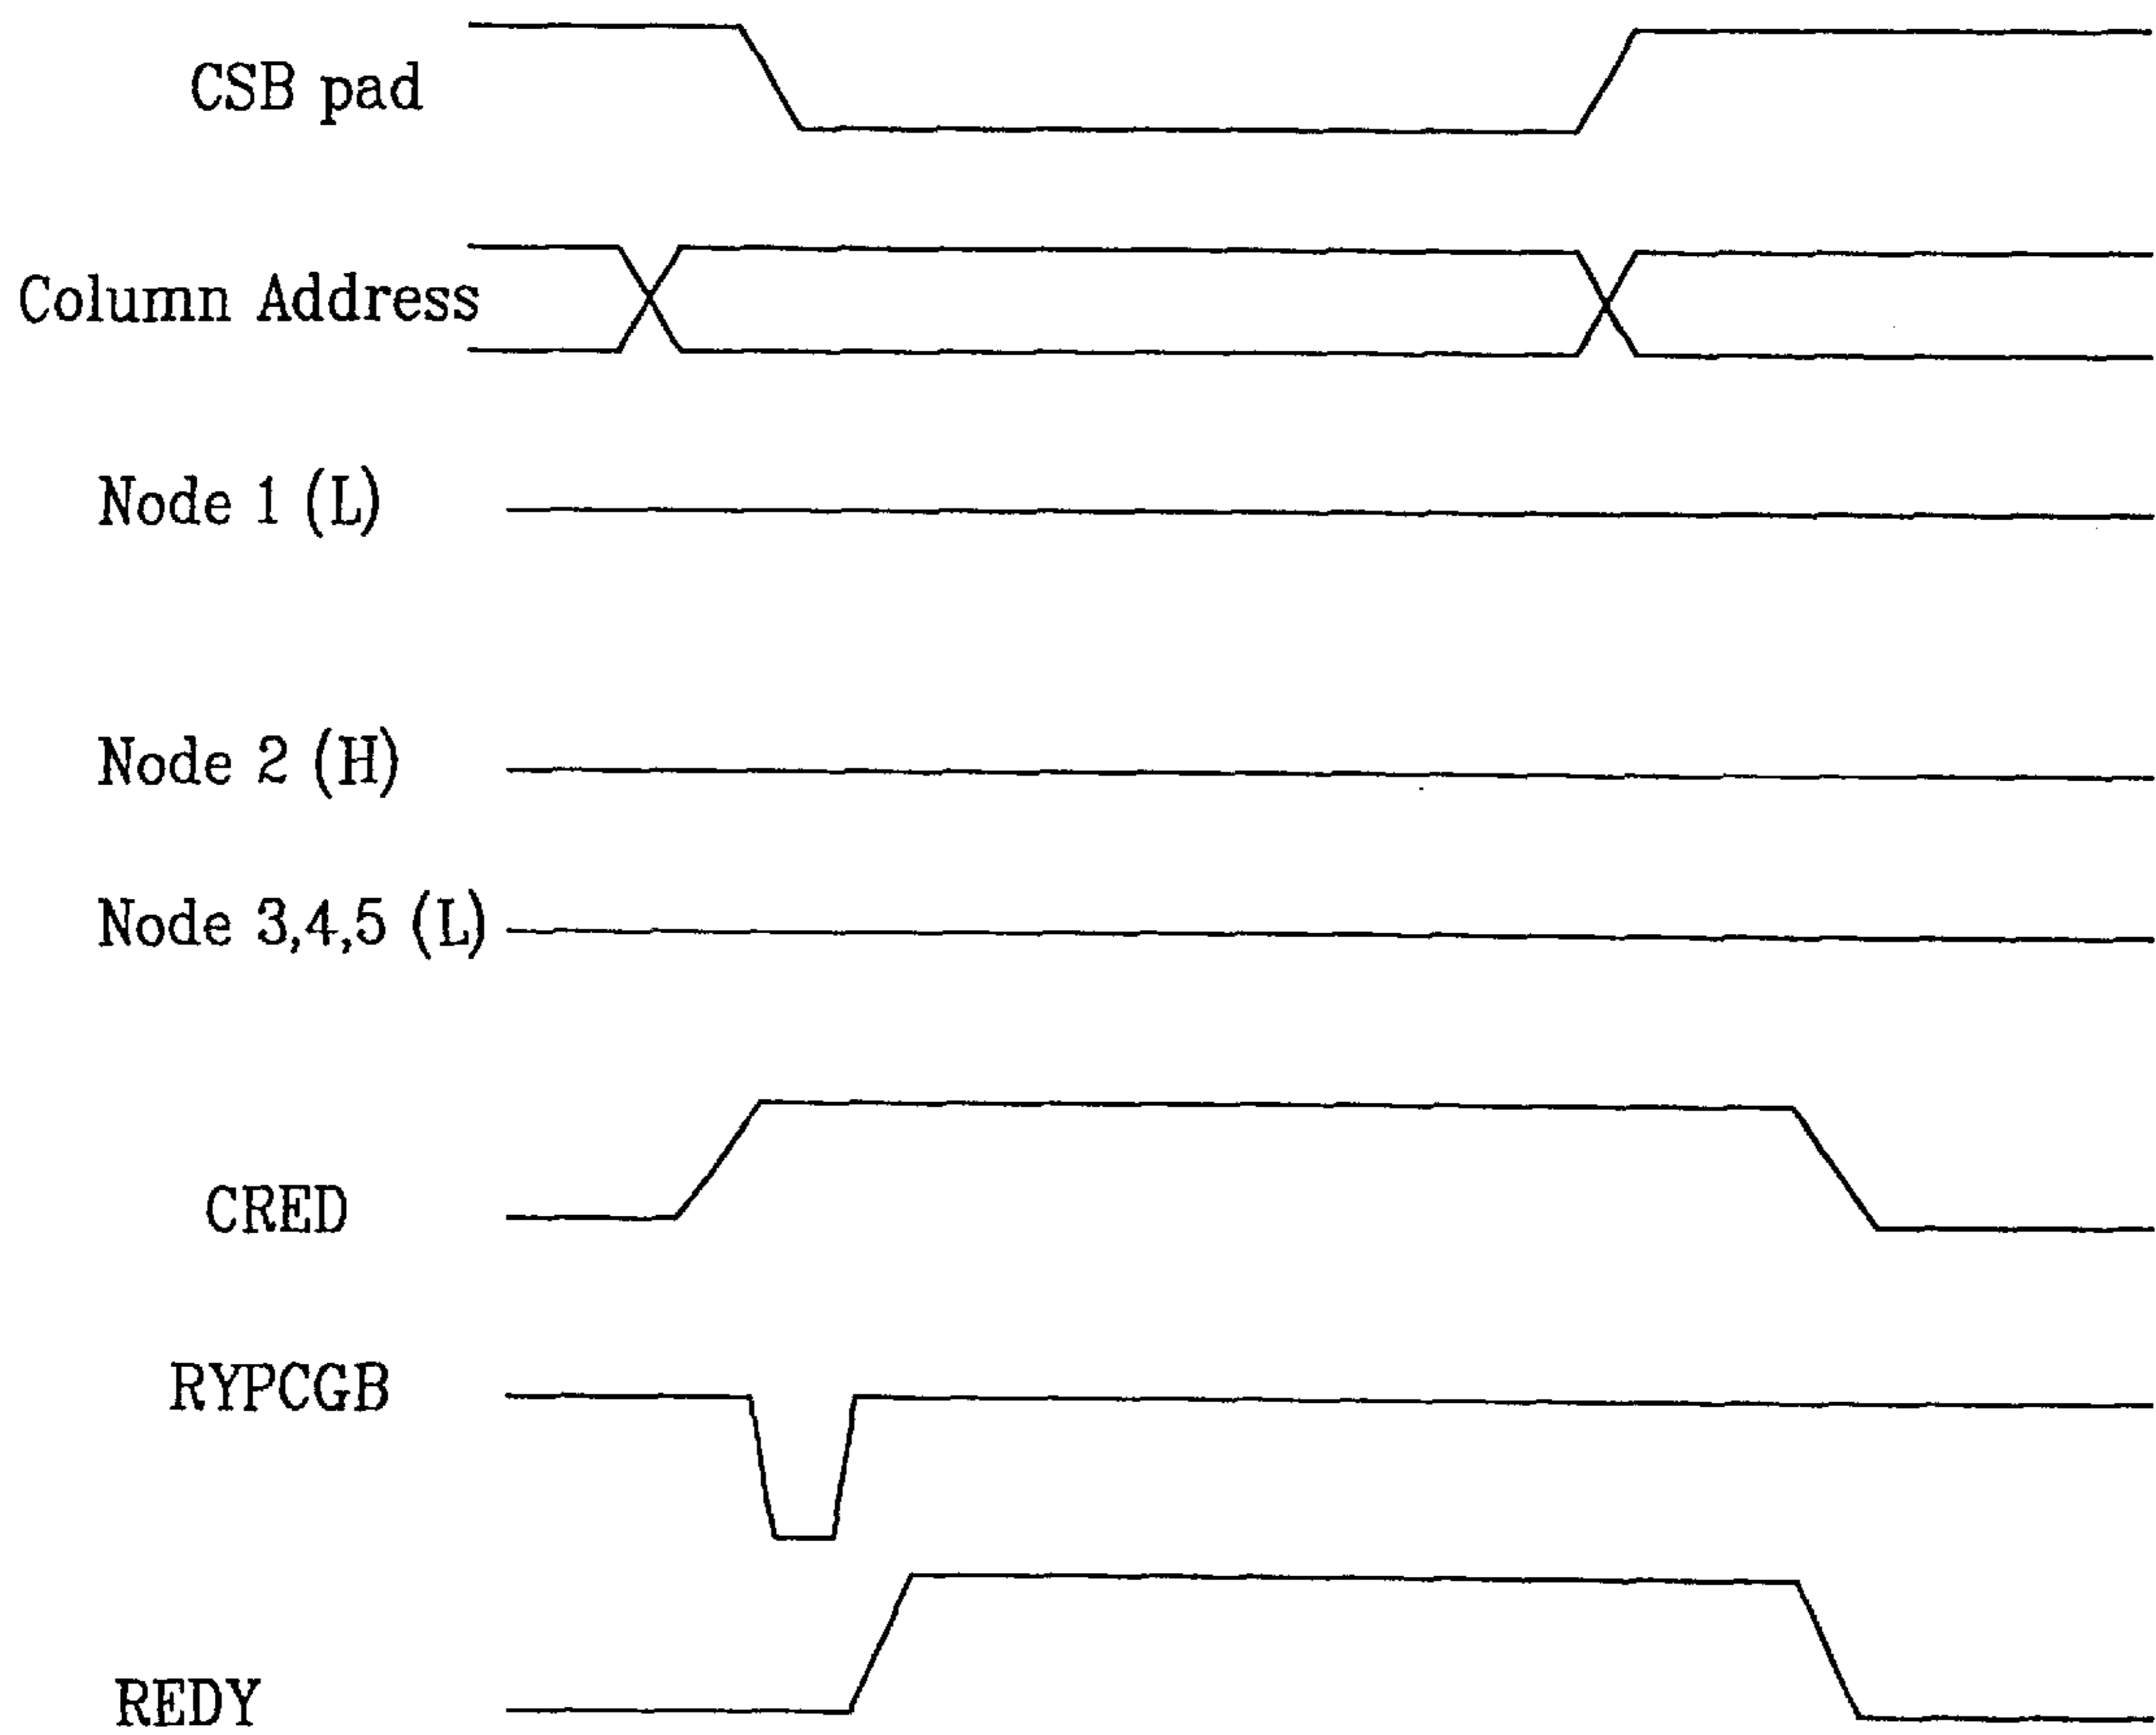 CSB pad
Column Address
Node 1 (L)
Node 2 (H)
Node 3,4,5 (L)
CRED
RYPCGB
REDY